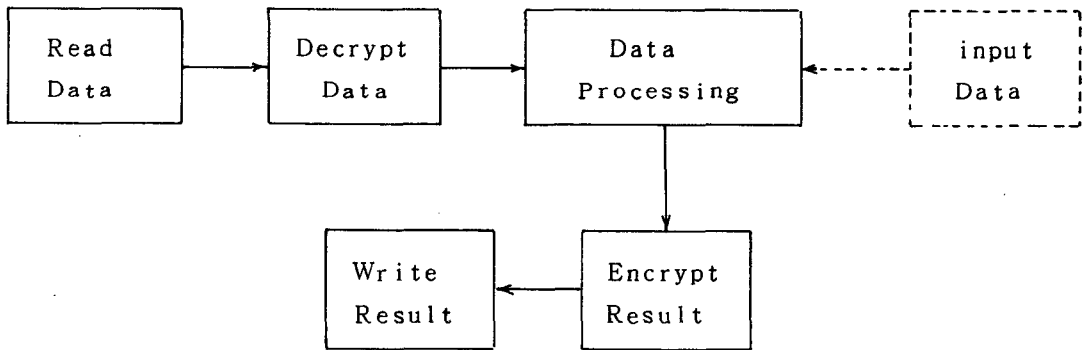 Read
Data
Decrypt
Data
Data
Processing
input
Data
Write
Result
Encrypt
Result